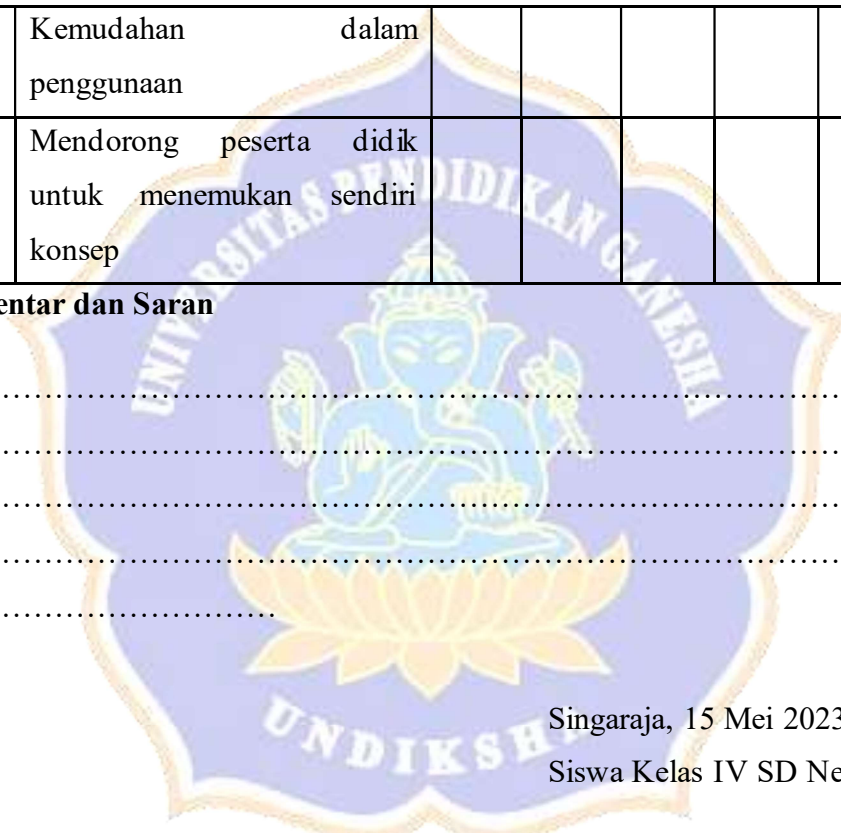 Kemudahan dalam
penggunaan
Mendorong peserta didik
untuk menemukan sendiri
konsep
entar dan Saran
UNIVERSITAS PENDIDIKAN GANESHA
UNDIKSHA
Singaraja, 15 Mei 2023
Siswa Kelas IV SD Ne